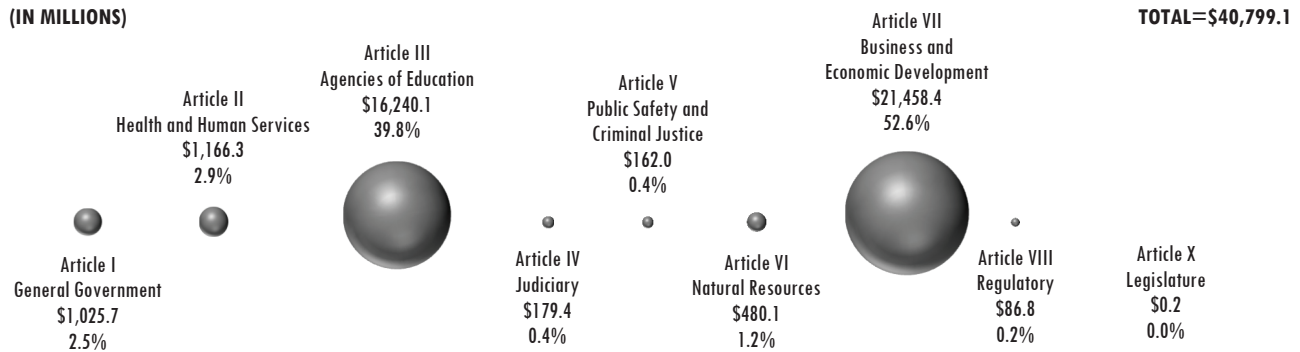 (IN MILLIONS)
TOTAL=$40,799.1
Article I
General Government
$1,025.7
2.5%
Article II
Health and Human Services
$1,166.3
2.9%
Article III
Agencies of Education
$16,240.1
39.8%
Article IV
Judiciary
$179.4
0.4%
Article V
Public Safety and
Criminal Justice
$162.0
0.4%
Article VI
Natural Resources
$480.1
1.2%
Article VII
Business and
Economic Development
$21,458.4
52.6%
Article VIII
Regulatory
$86.8
0.2%
Article X
Legislature
$0.2
0.0%